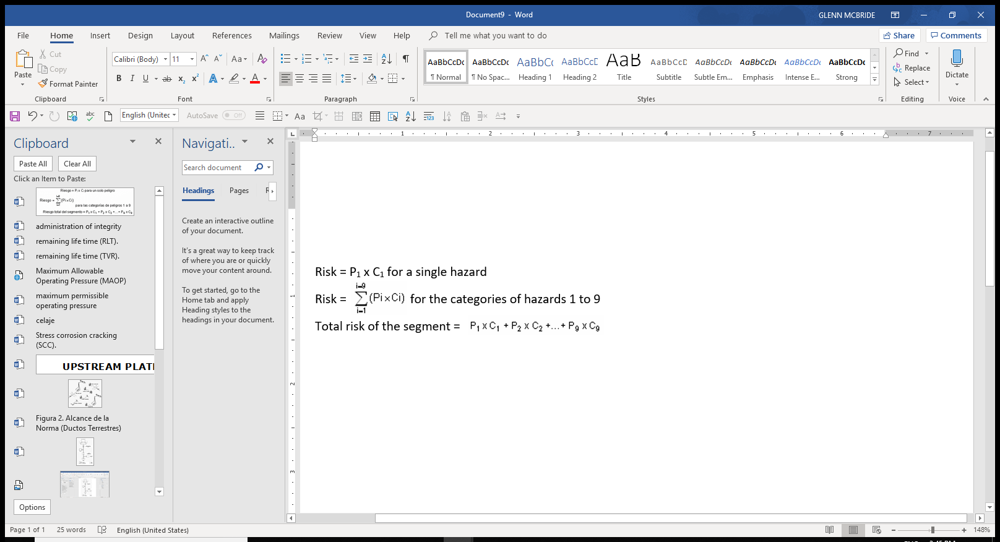 Document9 - Word
GLENN MCBRIDE
File Home Insert Design Layout References Mailings Review View Help Tell me what you want to do
Share Comments
Paste
Cut
Copy
Format Painter
Clipboard
Calibri (Body) 11
Font
Paragraph
AaBbCcDc AaBbCcDc AaBbCc AaBbCcD AaB AaBbCcD AaBbCcDc AaBbCcDc AaBbCcDc AaBbCcDc
¶ Normal ¶ No Spac... Heading 1 Heading 2 Title Subtitle Subtle Em... Emphasis Intense E... Strong
Styles
Find
Replace
Select
Editing
Dictate
Voice
English (Unitec
AutoSave Off
Clipboard
Paste All Clear All
Click an Item to Paste:
Riesgo = P₁ x C₁ para un solo peligro
Riesgo = i=9 ∑ i=1 (Pi×Ci)
para las categorías de peligros 1 a 9
Riesgo total del segmento = P₁ x C₁ + P₂ x C₂ +...+ P₉ x C₉
administration of integrity
remaining life time (RLT).
remaining life time (TVR).
Maximum Allowable
Operating Pressure (MAOP)
maximum permissible
operating pressure
celaje
Stress corrosion cracking
(SCC).
UPSTREAM PLAT
Figura 2. Alcance de la
Norma (Ductos Terrestres)
Options
Navigati..
Search document
Headings Pages R
Create an interactive outline
of your document.
It's a great way to keep track
of where you are or quickly
move your content around.
To get started, go to the
Home tab and apply
Heading styles to the
headings in your document.
1 2 3 4 5 6 7
1
2
3
Risk = P₁ x C₁ for a single hazard
Risk = i=9 ∑ i=1 (Pi×Ci) for the categories of hazards 1 to 9
Total risk of the segment = P₁ x C₁ + P₂ x C₂ +...+ P₉ x C₉
Page 1 of 1 25 words English (United States)
148%